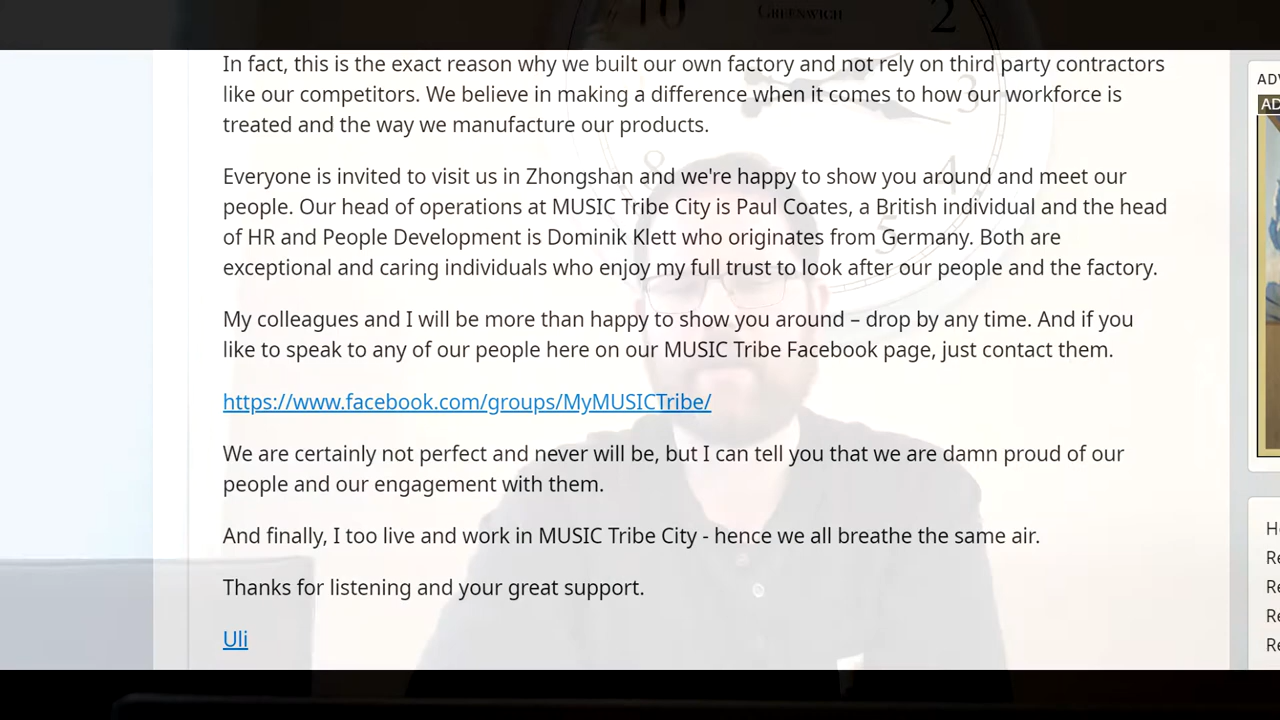 10
GREENWICH
2
In fact, this is the exact reason why we built our own factory and not rely on third party contractors
like our competitors. We believe in making a difference when it comes to how our workforce is
treated and the way we manufacture our products.
3
Everyone is invited to visit us in Zhongshan and we're happy to show you around and meet our
people. Our head of operations at MUSIC Tribe City is Paul Coates, a British individual and the head
of HR and People Development is Dominik Klett who originates from Germany. Both are
exceptional and caring individuals who enjoy my full trust to look after our people and the factory.
8
4
5
My colleagues and I will be more than happy to show you around – drop by any time. And if you
like to speak to any of our people here on our MUSIC Tribe Facebook page, just contact them.
https://www.facebook.com/groups/MyMUSICTribe/
We are certainly not perfect and never will be, but I can tell you that we are damn proud of our
people and our engagement with them.
And finally, I too live and work in MUSIC Tribe City - hence we all breathe the same air.
Thanks for listening and your great support.
Uli